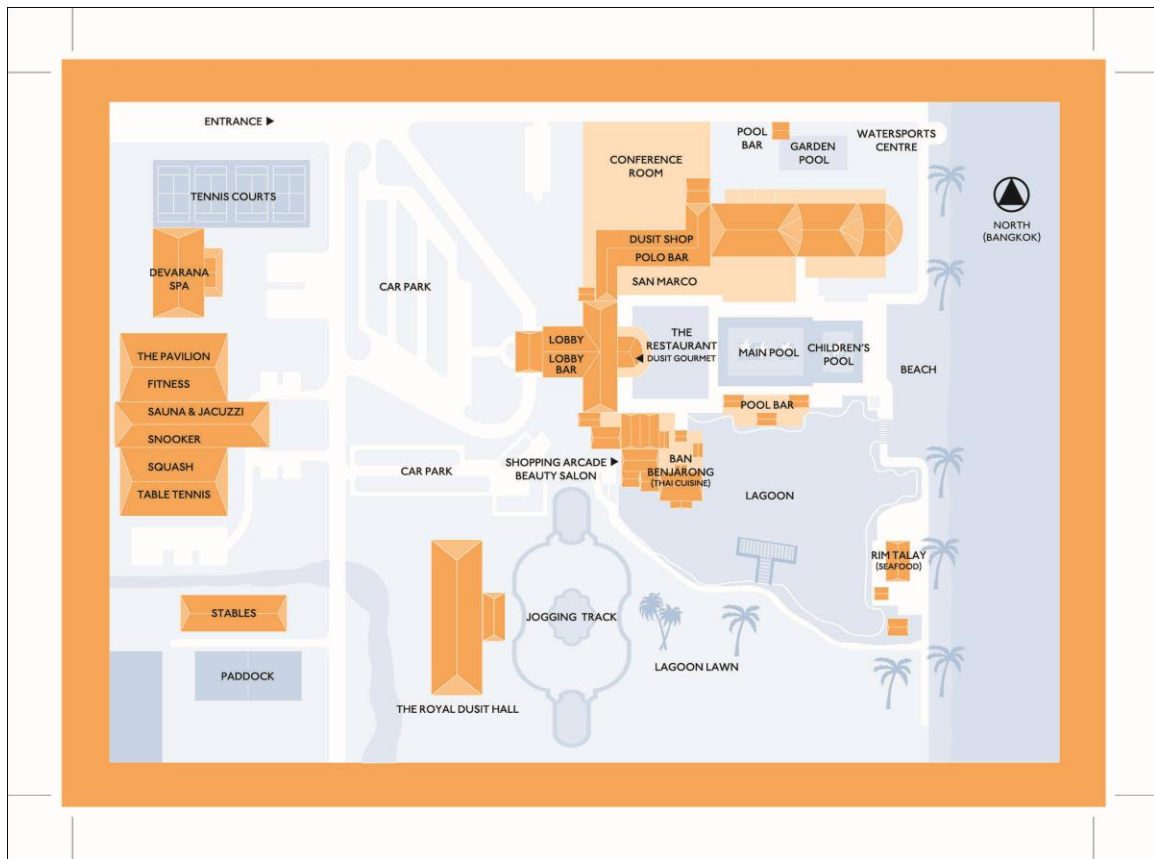 ENTRANCE ▶
TENNIS COURTS
DEVARANA
SPA
THE PAVILION
FITNESS
SAUNA & JACUZZI
SNOOKER
SQUASH
TABLE TENNIS
STABLES
PADDOCK
CAR PARK
CAR PARK
THE ROYAL DUSIT HALL
JOGGING TRACK
LOBBY
LOBBY
BAR
SHOPPING ARCADE ▶
BEAUTY SALON
CONFERENCE
ROOM
DUSIT SHOP
POLO BAR
SAN MARCO
THE
RESTAURANT
◀ DUSIT GOURMET
BAN
BENJARONG
(THAI CUISINE)
POOL
BAR
GARDEN
POOL
WATERSPORTS
CENTRE
MAIN POOL
CHILDREN'S
POOL
POOL BAR
BEACH
LAGOON
RIM TALAY
(SEAFOOD)
LAGOON LAWN
NORTH
(BANGKOK)